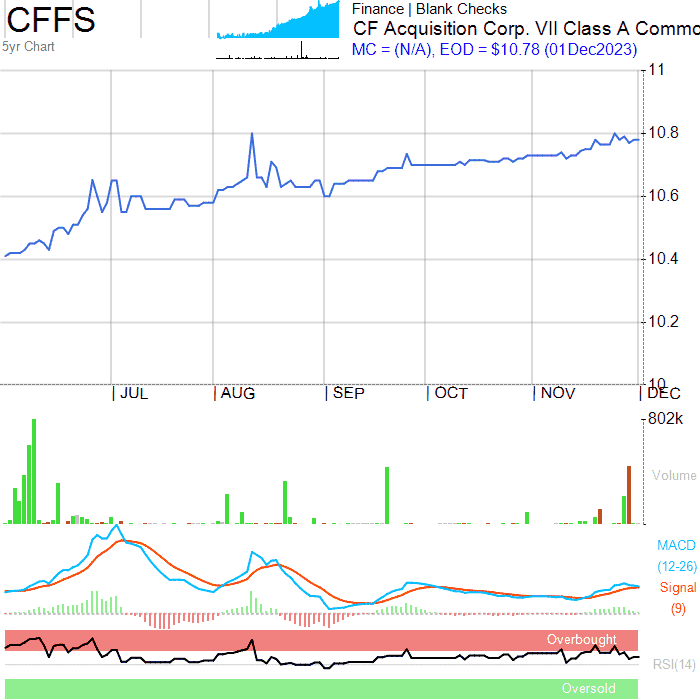 CFFS
5yr Chart
Finance | Blank Checks
CF Acquisition Corp. VII Class A Commo
MC = (N/A), EOD = $10.78 (01Dec2023)
11
10.8
10.6
10.4
10.2
10
JUL AUG SEP OCT NOV DEC
802k
Volume
MACD
(12-26)
Signal
(9)
Overbought
RSI(14)
Oversold